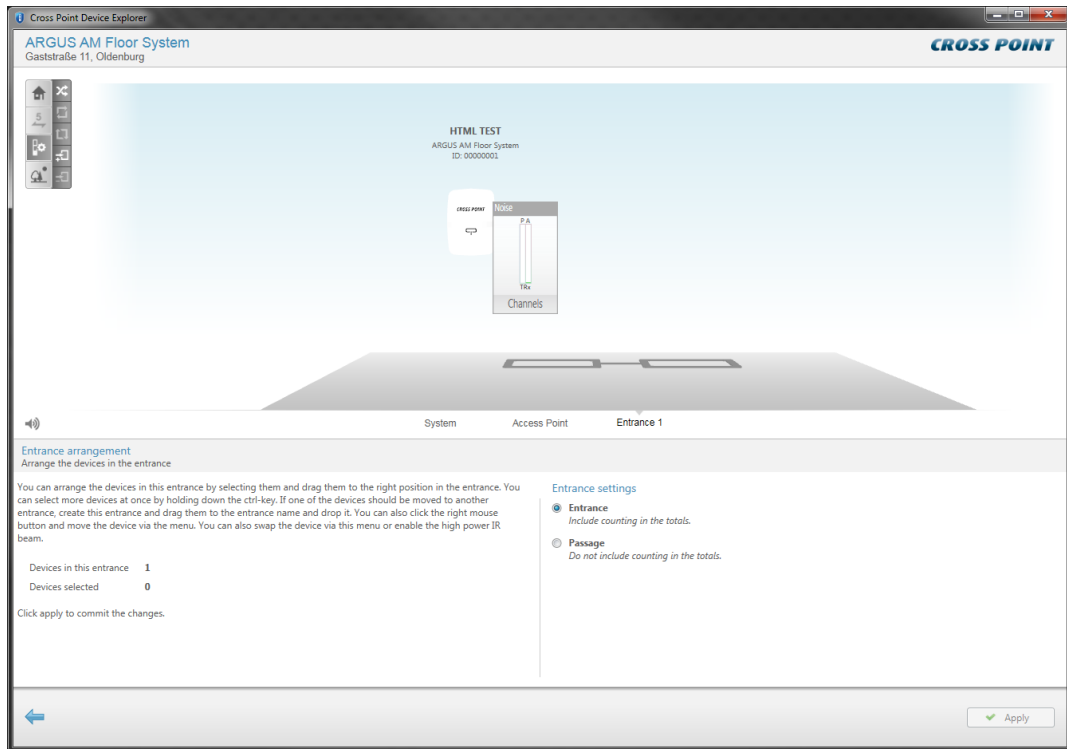 Cross Point Device Explorer
ARGUS AM Floor System
Gaststraße 11, Oldenburg
CROSS POINT
5
HTML TEST
ARGUS AM Floor System
ID: 00000001
CROSS POINT
Noise
P A
TRx
Channels
System Access Point Entrance 1
Entrance arrangement
Arrange the devices in the entrance
You can arrange the devices in this entrance by selecting them and drag them to the right position in the entrance. You
can select more devices at once by holding down the ctrl-key. If one of the devices should be moved to another
entrance, create this entrance and drag them to the entrance name and drop it. You can also click the right mouse
button and move the device via the menu. You can also swap the device via this menu or enable the high power IR
beam.
Devices in this entrance 1
Devices selected 0
Click apply to commit the changes.
Entrance settings
Entrance
Include counting in the totals.
Passage
Do not include counting in the totals.
Apply